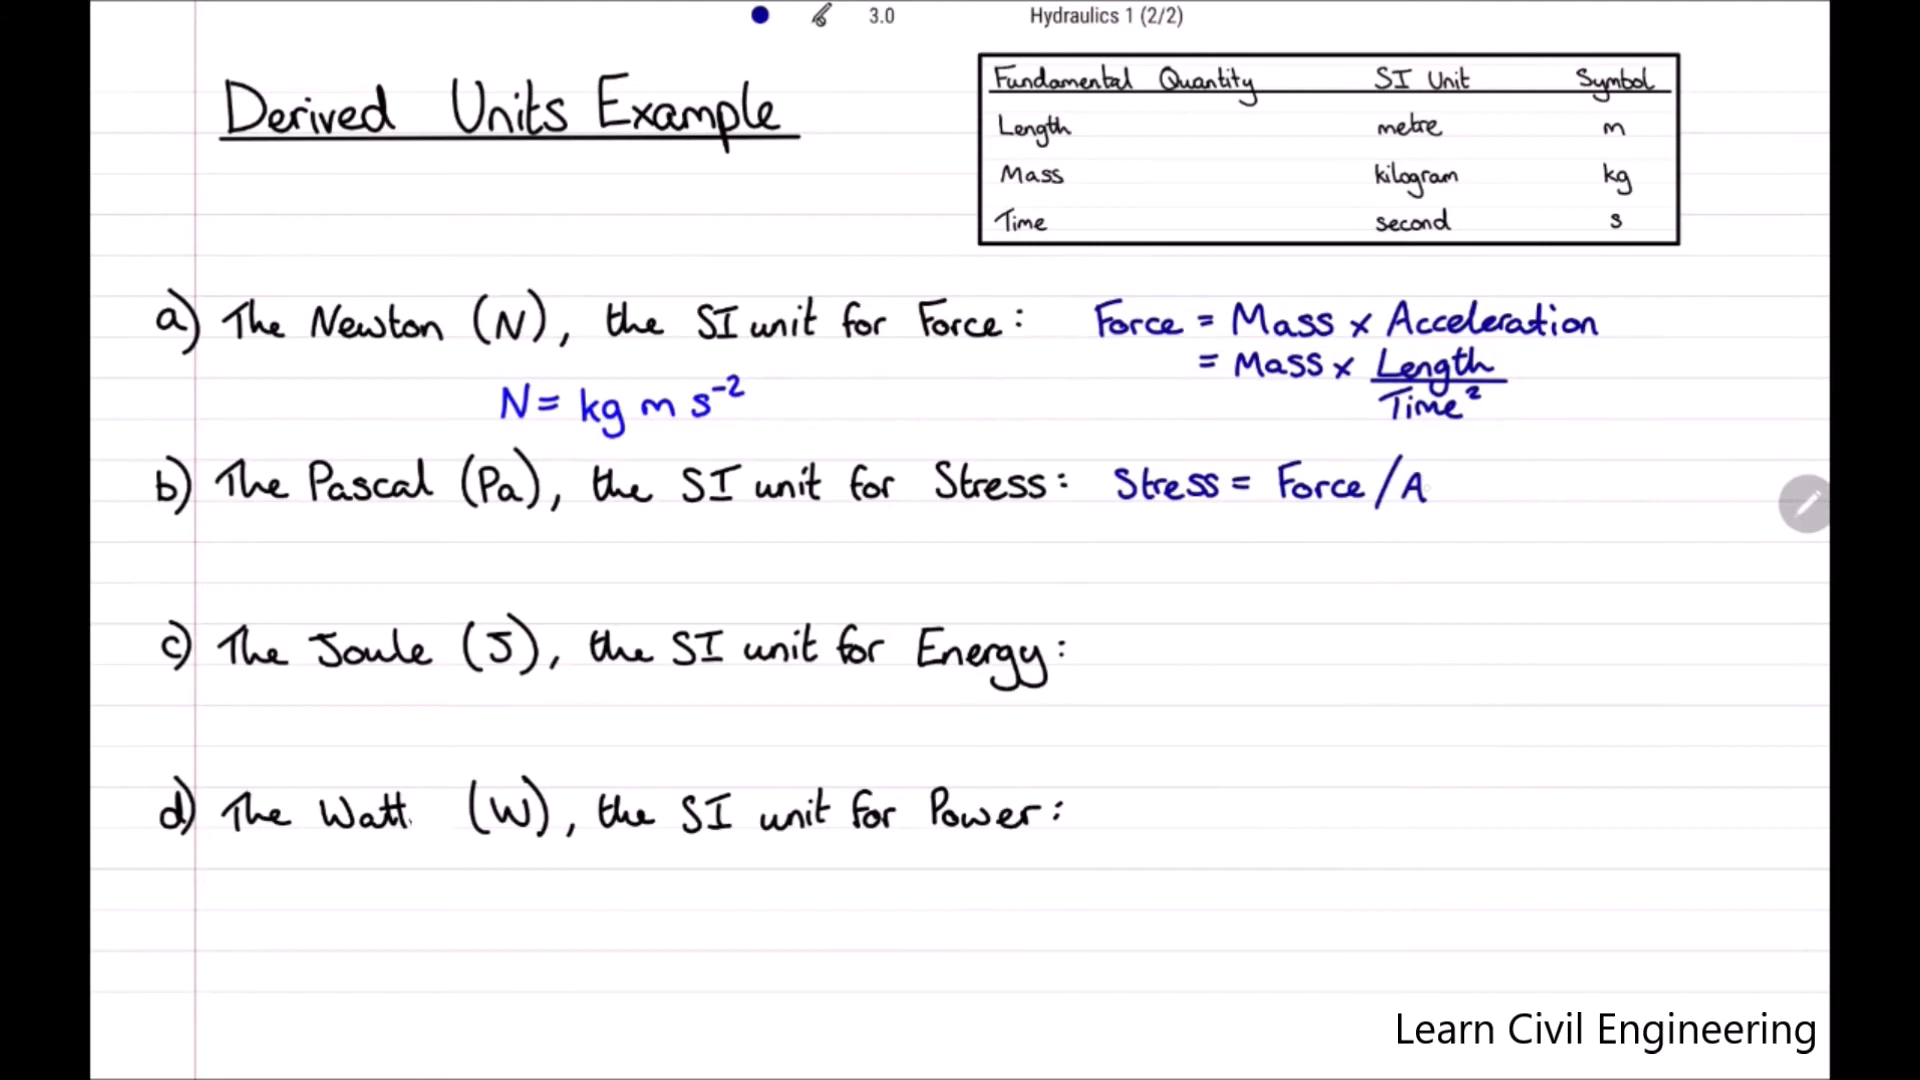 3.0 Hydraulics 1 (2/2)
Derived Units Example
Fundamental Quantity SI Unit Symbol
Length metre m
Mass kilogram kg
Time second s
a) The Newton (N), the SI unit for Force: Force = Mass × Acceleration
= Mass × Length / Time²
N = kg m s⁻²
b) The Pascal (Pa), the SI unit for Stress: Stress = Force / A
c) The Joule (J), the SI unit for Energy:
d) The Watt. (W), the SI unit for Power:
Learn Civil Engineering